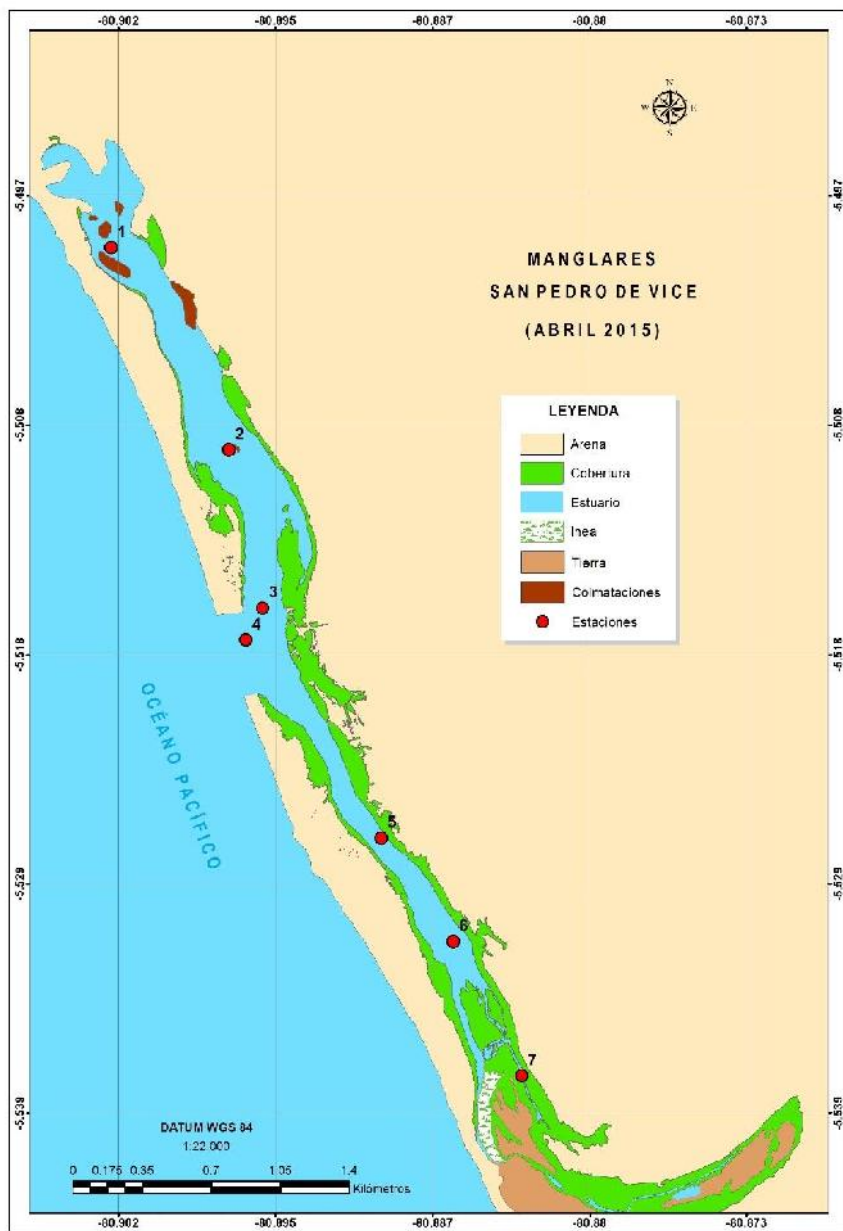 -80.902 -80.895 -80.887 -80.88 -80.873
N
W E
S
-5.497 -5.497
1
MANGLARES
SAN PEDRO DE VICE
(ABRIL 2015)
LEYENDA
Arena
Cobertura
Estuario
Inea
Tierra
Colmataciones
Estaciones
-5.508 -5.508
2
3
4
-5.518 -5.518
OCÉANO PACÍFICO
5
-5.529 -5.529
6
7
-5.539 -5.539
DATUM WGS 84
1:22 000
0 0.175 0.35 0.7 1.05 1.4
Kilómetros
-80.902 -80.895 -80.887 -80.88 -80.873